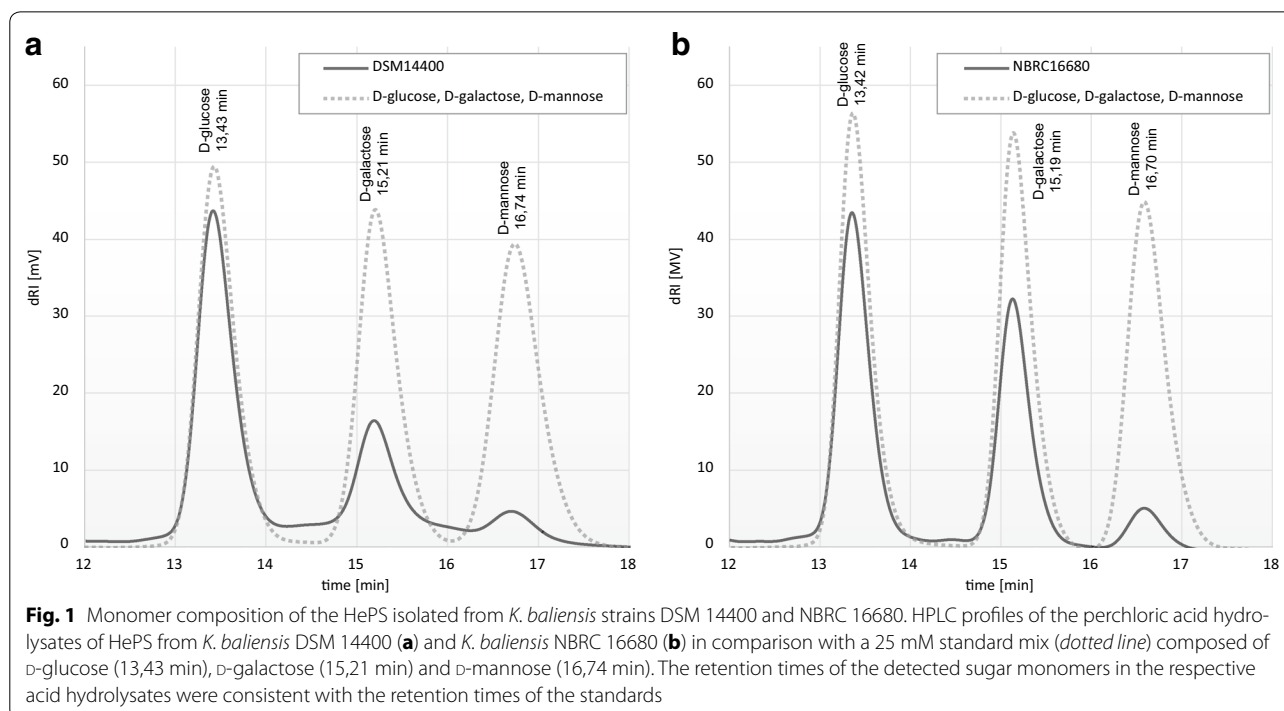 a
DSM14400
D-glucose, D-galactose, D-mannose
D-glucose
13,43 min
D-galactose
15,21 min
D-mannose
16,74 min
60
50
40
30
20
10
0
dRI [mV]
12 13 14 15 16 17 18
time [min]
b
NBRC16680
D-glucose, D-galactose, D-mannose
D-glucose
13,42 min
D-galactose
15,19 min
D-mannose
16,70 min
60
50
40
30
20
10
0
dRI [MV]
12 13 14 15 16 17 18
time [min]
Fig. 1 Monomer composition of the HePS isolated from K. baliensis strains DSM 14400 and NBRC 16680. HPLC profiles of the perchloric acid hydro-
lysates of HePS from K. baliensis DSM 14400 (a) and K. baliensis NBRC 16680 (b) in comparison with a 25 mM standard mix (dotted line) composed of
D-glucose (13,43 min), D-galactose (15,21 min) and D-mannose (16,74 min). The retention times of the detected sugar monomers in the respective
acid hydrolysates were consistent with the retention times of the standards